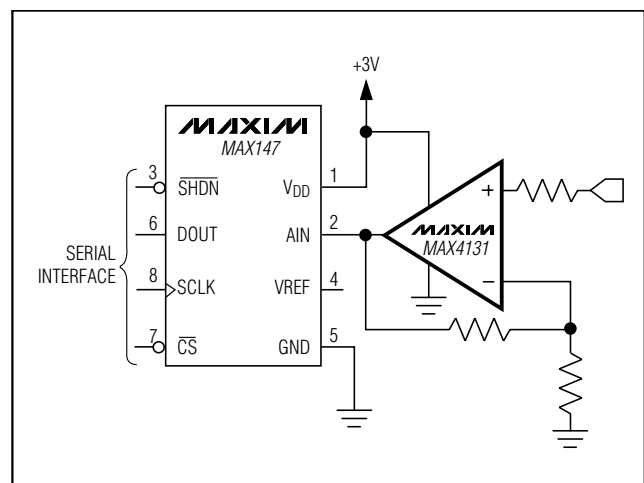 +3V
MAXIM
MAX147
3
SHDN
1
VDD
6
DOUT
2
AIN
MAXIM
MAX4131
+
−
SERIAL
INTERFACE
8
SCLK
4
VREF
7
CS
5
GND